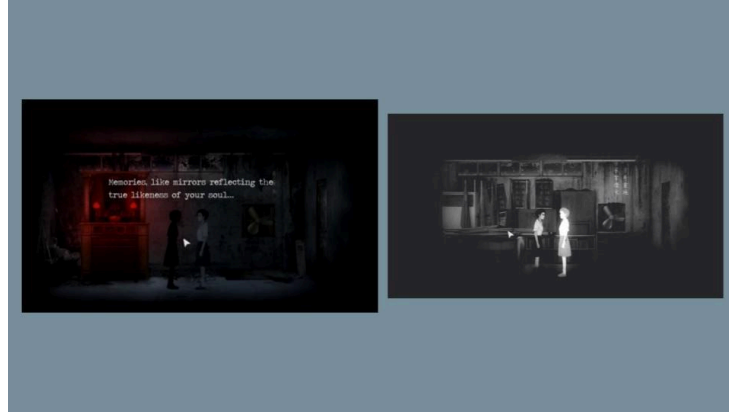 Memories, like mirrors reflecting the
true likeness of your soul...